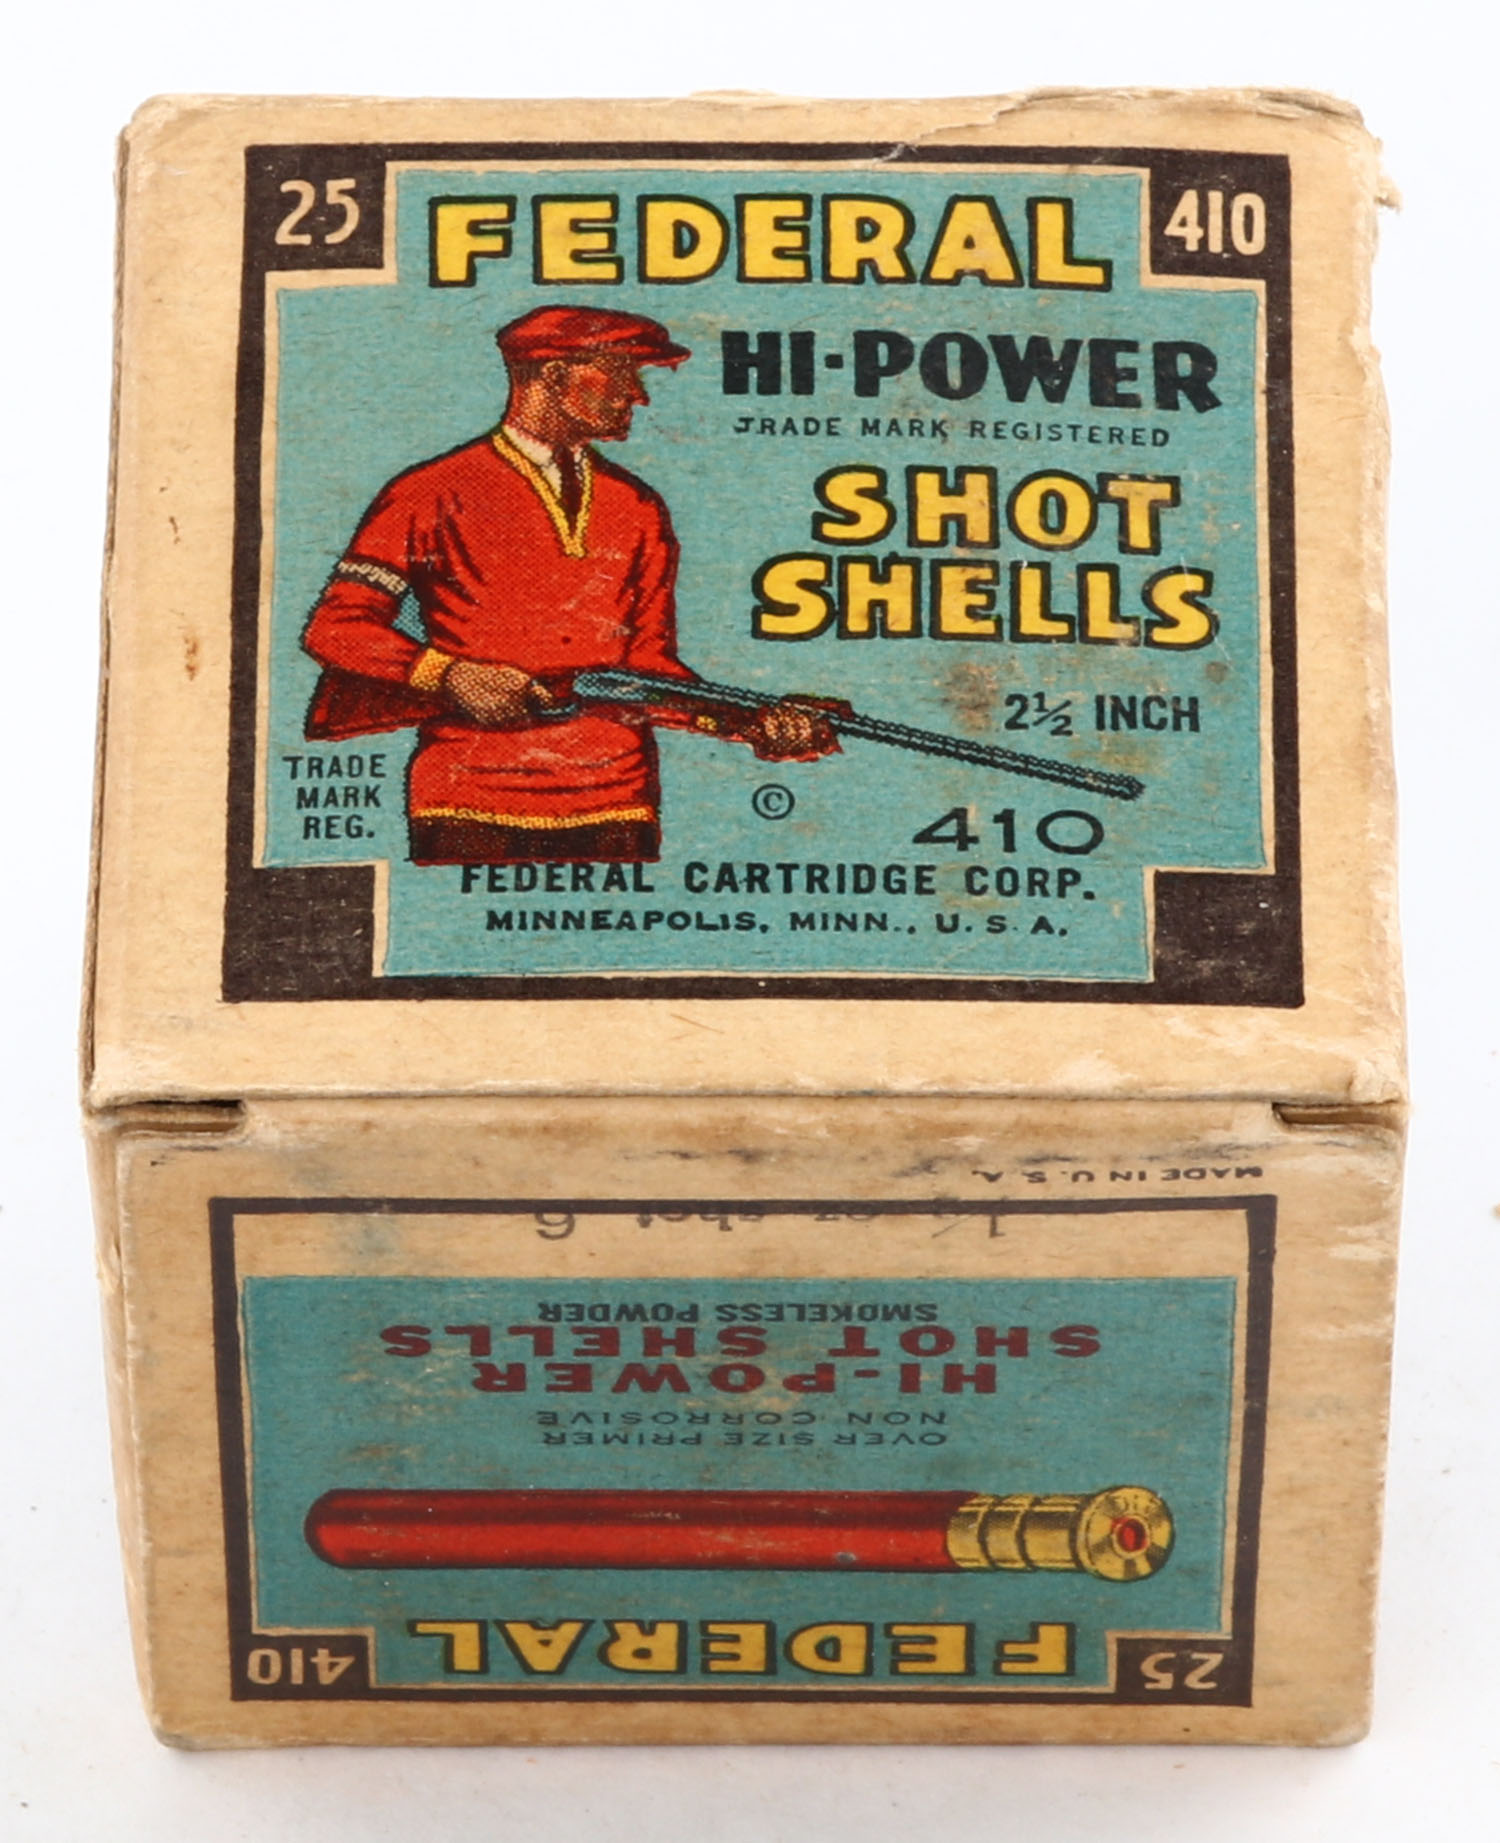 25 FEDERAL 410
HI-POWER
TRADE MARK REGISTERED
SHOT
SHELLS
2½ INCH
TRADE
MARK
REG.
©
410
FEDERAL CARTRIDGE CORP.
MINNEAPOLIS, MINN., U.S.A.
25 FEDERAL 410
OVER SIZE PRIMER
NON CORROSIVE
HI-POWER
SHOT SHELLS
SMOKELESS POWDER
oz shot 6
MADE IN U.S.A.